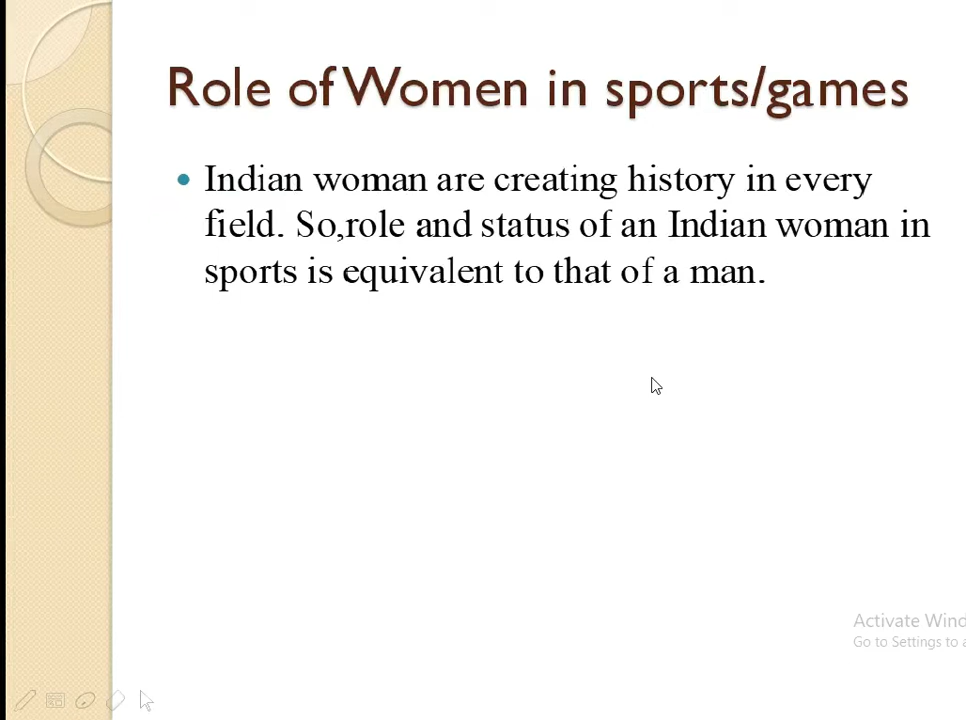 Role of Women in sports/games
Indian woman are creating history in every
field. So,role and status of an Indian woman in
sports is equivalent to that of a man.
Activate Wind
Go to Settings to a